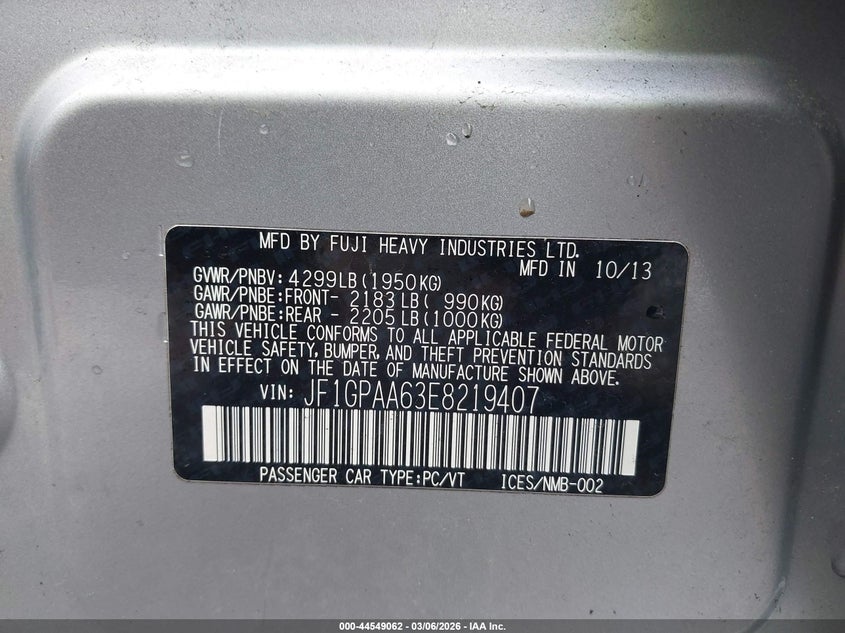 MFD BY FUJI HEAVY INDUSTRIES LTD.
MFD IN 10/13
GVWR/PNBV: 4299LB (1950KG)
GAWR/PNBE:FRONT- 2183 LB ( 990KG)
GAWR/PNBE:REAR - 2205 LB (1000KG)
THIS VEHICLE CONFORMS TO ALL APPLICABLE FEDERAL MOTOR
VEHICLE SAFETY, BUMPER, AND THEFT PREVENTION STANDARDS
IN EFFECT ON THE DATE OF MANUFACTURE SHOWN ABOVE.
VIN: JF1GPAA63E8219407
PASSENGER CAR TYPE:PC/VT ICES/NMB-002
000-44549062 - 03/06/2026 - IAA Inc.